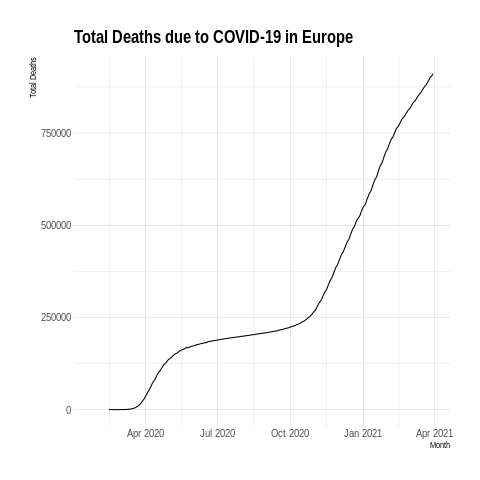 Total Deaths due to COVID-19 in Europe
Total Deaths
750000
500000
250000
0
Apr 2020 Jul 2020 Oct 2020 Jan 2021 Apr 2021
Month